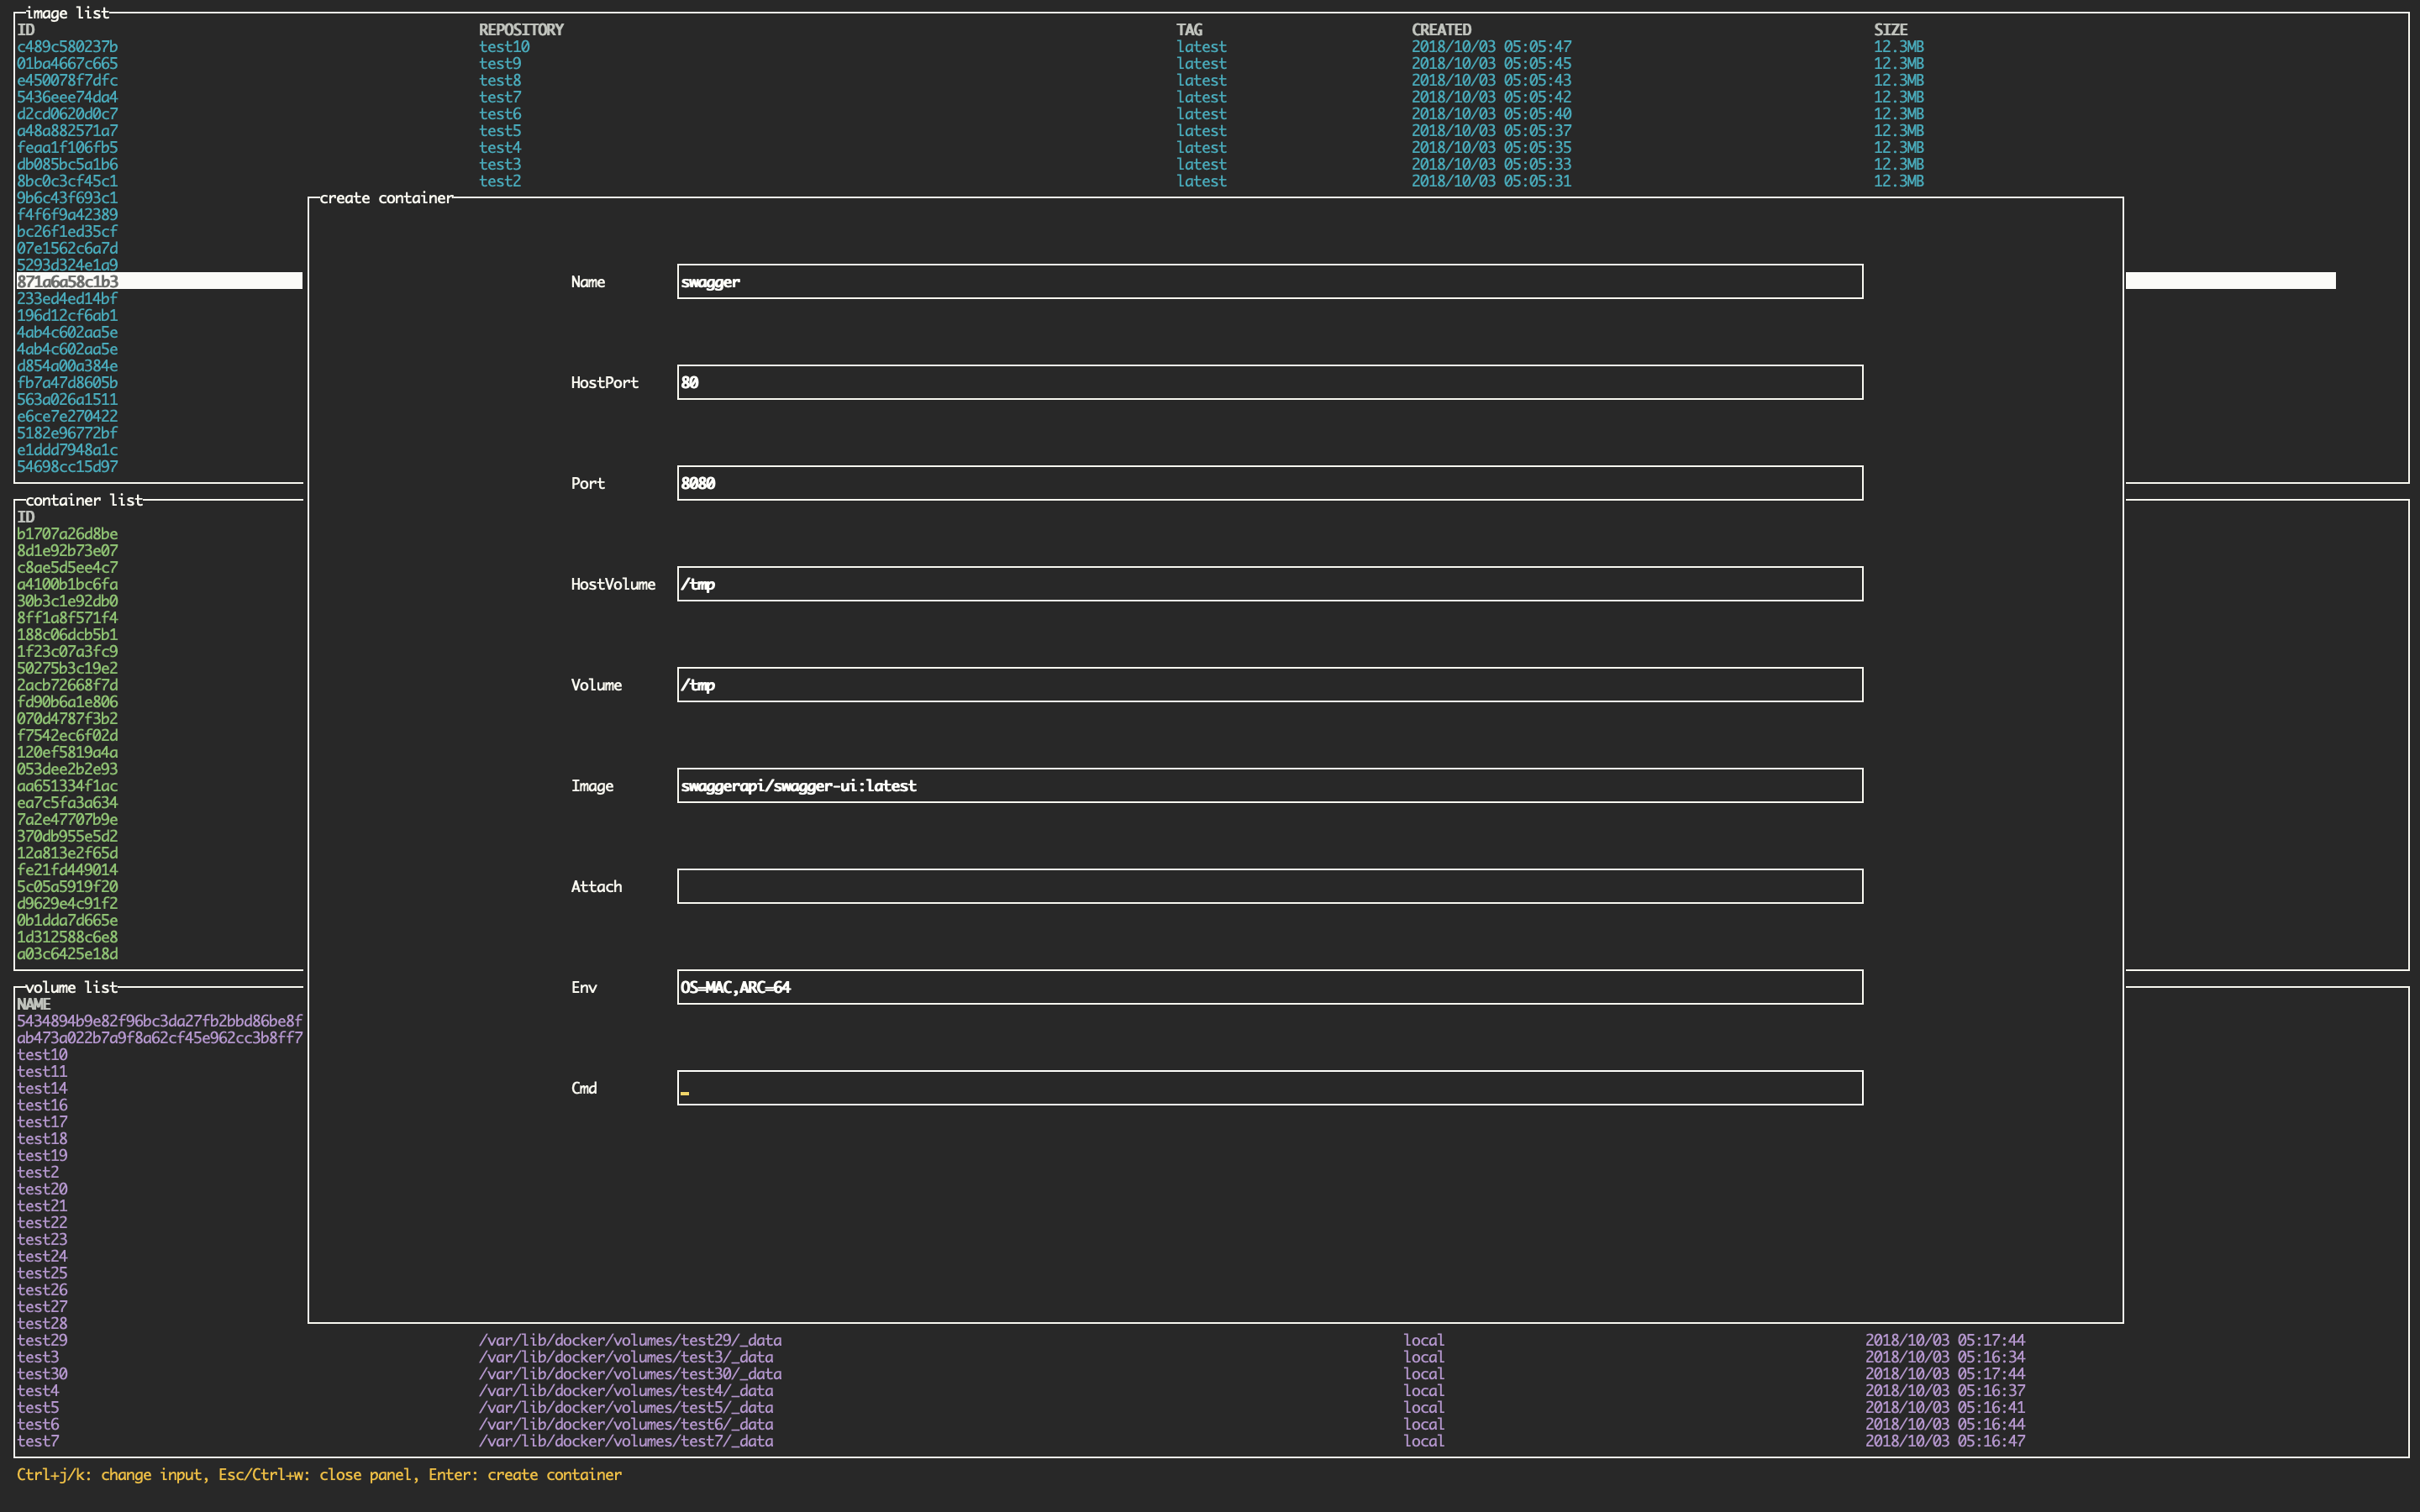 image list
ID REPOSITORY TAG CREATED SIZE
c489c580237b test10 latest 2018/10/03 05:05:47 12.3MB
01ba4667c665 test9 latest 2018/10/03 05:05:45 12.3MB
e450078f7dfc test8 latest 2018/10/03 05:05:43 12.3MB
5436eee74da4 test7 latest 2018/10/03 05:05:42 12.3MB
d2cd0620d0c7 test6 latest 2018/10/03 05:05:40 12.3MB
a48a882571a7 test5 latest 2018/10/03 05:05:37 12.3MB
feaa1f106fb5 test4 latest 2018/10/03 05:05:35 12.3MB
db085bc5a1b6 test3 latest 2018/10/03 05:05:33 12.3MB
8bc0c3cf45c1 test2 latest 2018/10/03 05:05:31 12.3MB
9b6c43f693c1
f4f6f9a42389
bc26f1ed35cf
07e1562c6a7d
5293d324e1a9
871a6a58c1b3
233ed4ed14bf
196d12cf6ab1
4ab4c602aa5e
4ab4c602aa5e
d854a00a384e
fb7a47d8605b
563a026a1511
e6ce7e270422
5182e96772bf
e1ddd7948a1c
54698cc15d97
container list
ID
b1707a26d8be
8d1e92b73e07
c8ae5d5ee4c7
a4100b1bc6fa
30b3c1e92db0
8ff1a8f571f4
188c06dcb5b1
1f23c07a3fc9
50275b3c19e2
2acb72668f7d
fd90b6a1e806
070d4787f3b2
f7542ec6f02d
120ef5819a4a
053dee2b2e93
aa651334f1ac
ea7c5fa3a634
7a2e47707b9e
370db955e5d2
12a813e2f65d
fe21fd449014
5c05a5919f20
d9629e4c91f2
0b1dda7d665e
1d312588c6e8
a03c6425e18d
volume list
NAME
5434894b9e82f96bc3da27fb2bbd86be8f
ab473a022b7a9f8a62cf45e962cc3b8ff7
test10
test11
test14
test16
test17
test18
test19
test2
test20
test21
test22
test23
test24
test25
test26
test27
test28
test29 /var/lib/docker/volumes/test29/_data local 2018/10/03 05:17:44
test3 /var/lib/docker/volumes/test3/_data local 2018/10/03 05:16:34
test30 /var/lib/docker/volumes/test30/_data local 2018/10/03 05:17:44
test4 /var/lib/docker/volumes/test4/_data local 2018/10/03 05:16:37
test5 /var/lib/docker/volumes/test5/_data local 2018/10/03 05:16:41
test6 /var/lib/docker/volumes/test6/_data local 2018/10/03 05:16:44
test7 /var/lib/docker/volumes/test7/_data local 2018/10/03 05:16:47
create container
Name swagger
HostPort 80
Port 8080
HostVolume /tmp
Volume /tmp
Image swaggerapi/swagger-ui:latest
Attach
Env OS=MAC,ARC=64
Cmd
Ctrl+j/k: change input, Esc/Ctrl+w: close panel, Enter: create container